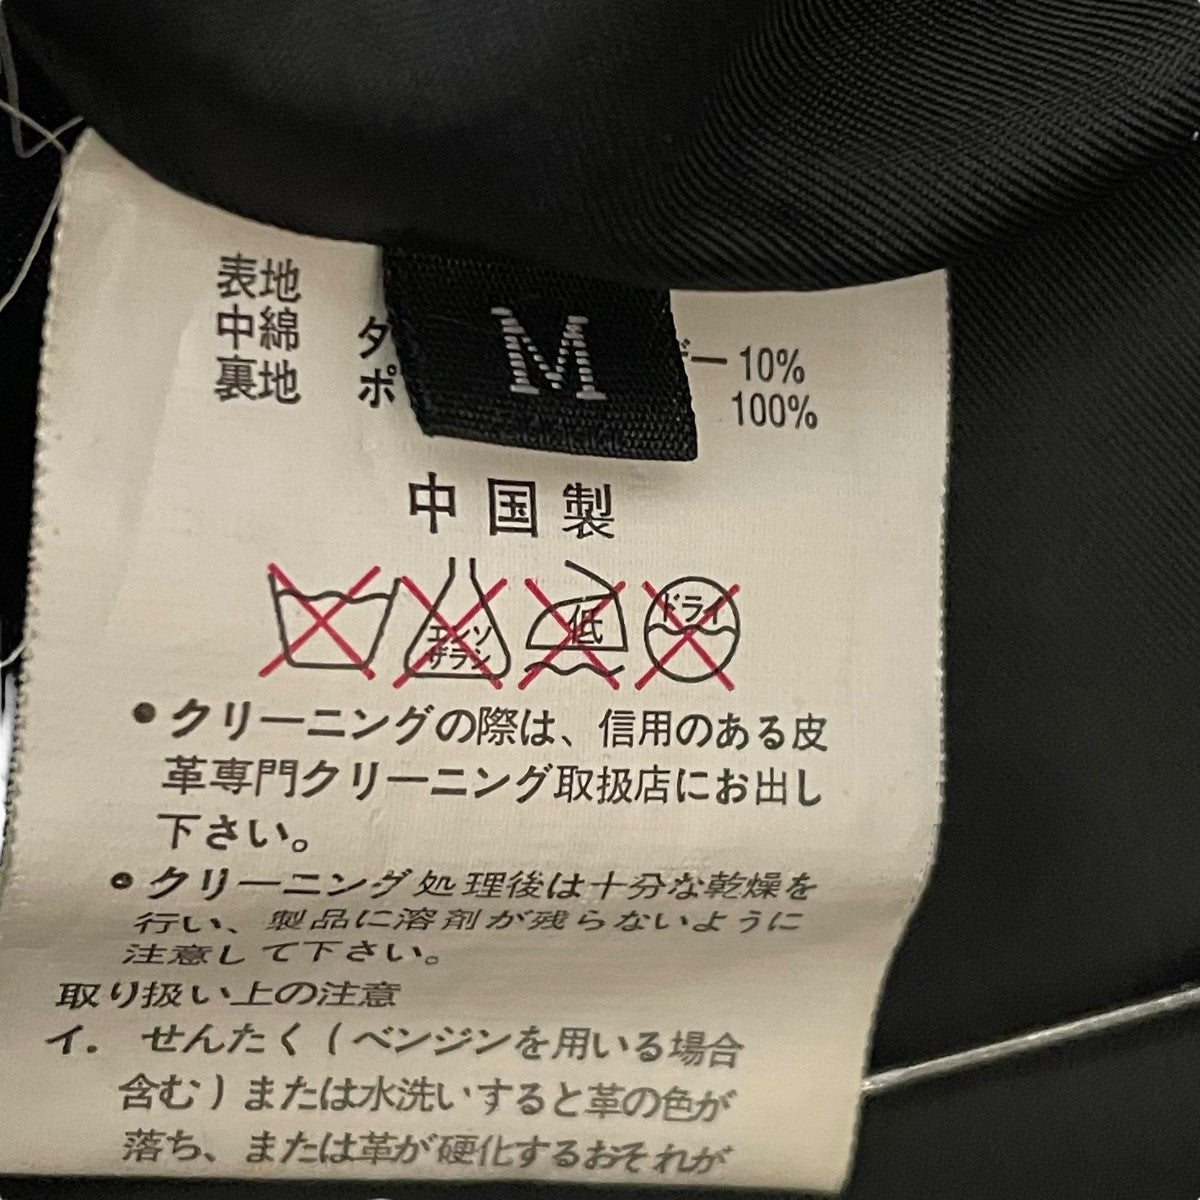 表地
中綿 ダ ザー 10%
裏地 ポ 100%
M
中国製
エンソ
サラシ
低
ドライ
●クリーニングの際は、信用のある皮
革専門クリーニング取扱店にお出し
下さい。
●クリーニング処理後は十分な乾燥を
行い、製品に溶剤が残らないように
注意して下さい。
取り扱い上の注意
イ. せんたく(ベンジンを用いる場合
含む)または水洗いすると革の色が
落ち、または革が硬化するおそれが